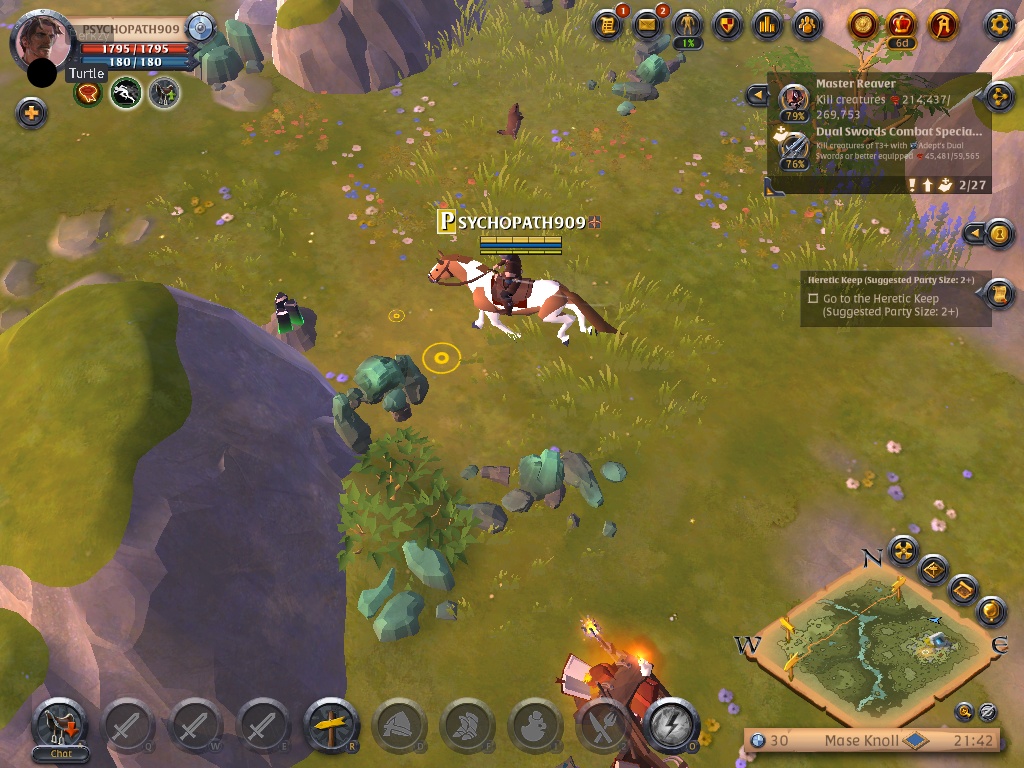 PSYCHOPATH909
1795/1795
180/180
Turtle
1
2
1%
6d
Master Reaver
Kill creatures 214,437/
269,753
79%
Dual Swords Combat Specia...
Kill creatures of T3+ with Adept's Dual
Swords or better equipped 45,481/59,565
76%
2/27
PSYCHOPATH909
Heretic Keep (Suggested Party Size: 2+)
Go to the Heretic Keep
(Suggested Party Size: 2+)
N
W
E
Chat
Q
W
E
R
D
F
O
30 Mase Knoll 21:42